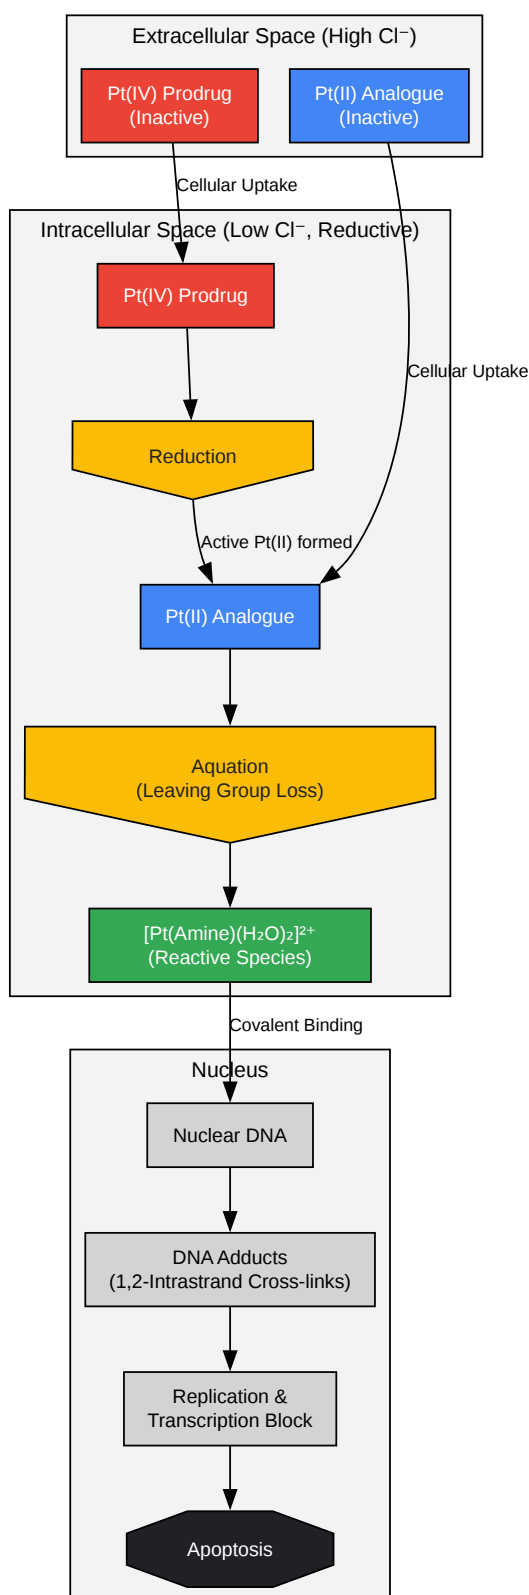 Extracellular Space (High Cl⁻)
Pt(IV) Prodrug
(Inactive)
Pt(II) Analogue
(Inactive)
Cellular Uptake
Intracellular Space (Low Cl⁻, Reductive)
Pt(IV) Prodrug
Cellular Uptake
Reduction
Active Pt(II) formed
Pt(II) Analogue
Aquation
(Leaving Group Loss)
[Pt(Amine)(H₂O)₂]²⁺
(Reactive Species)
Covalent Binding
Nucleus
Nuclear DNA
DNA Adducts
(1,2-Intrastrand Cross-links)
Replication &
Transcription Block
Apoptosis